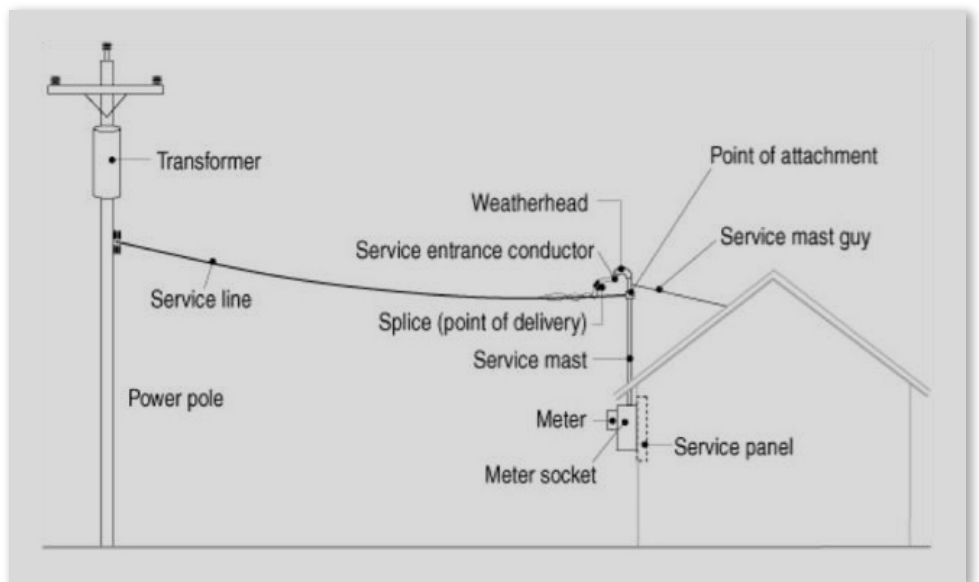 Transformer
Point of attachment
Weatherhead
Service entrance conductor
Service mast guy
Service line
Splice (point of delivery)
Service mast
Power pole
Meter
Service panel
Meter socket